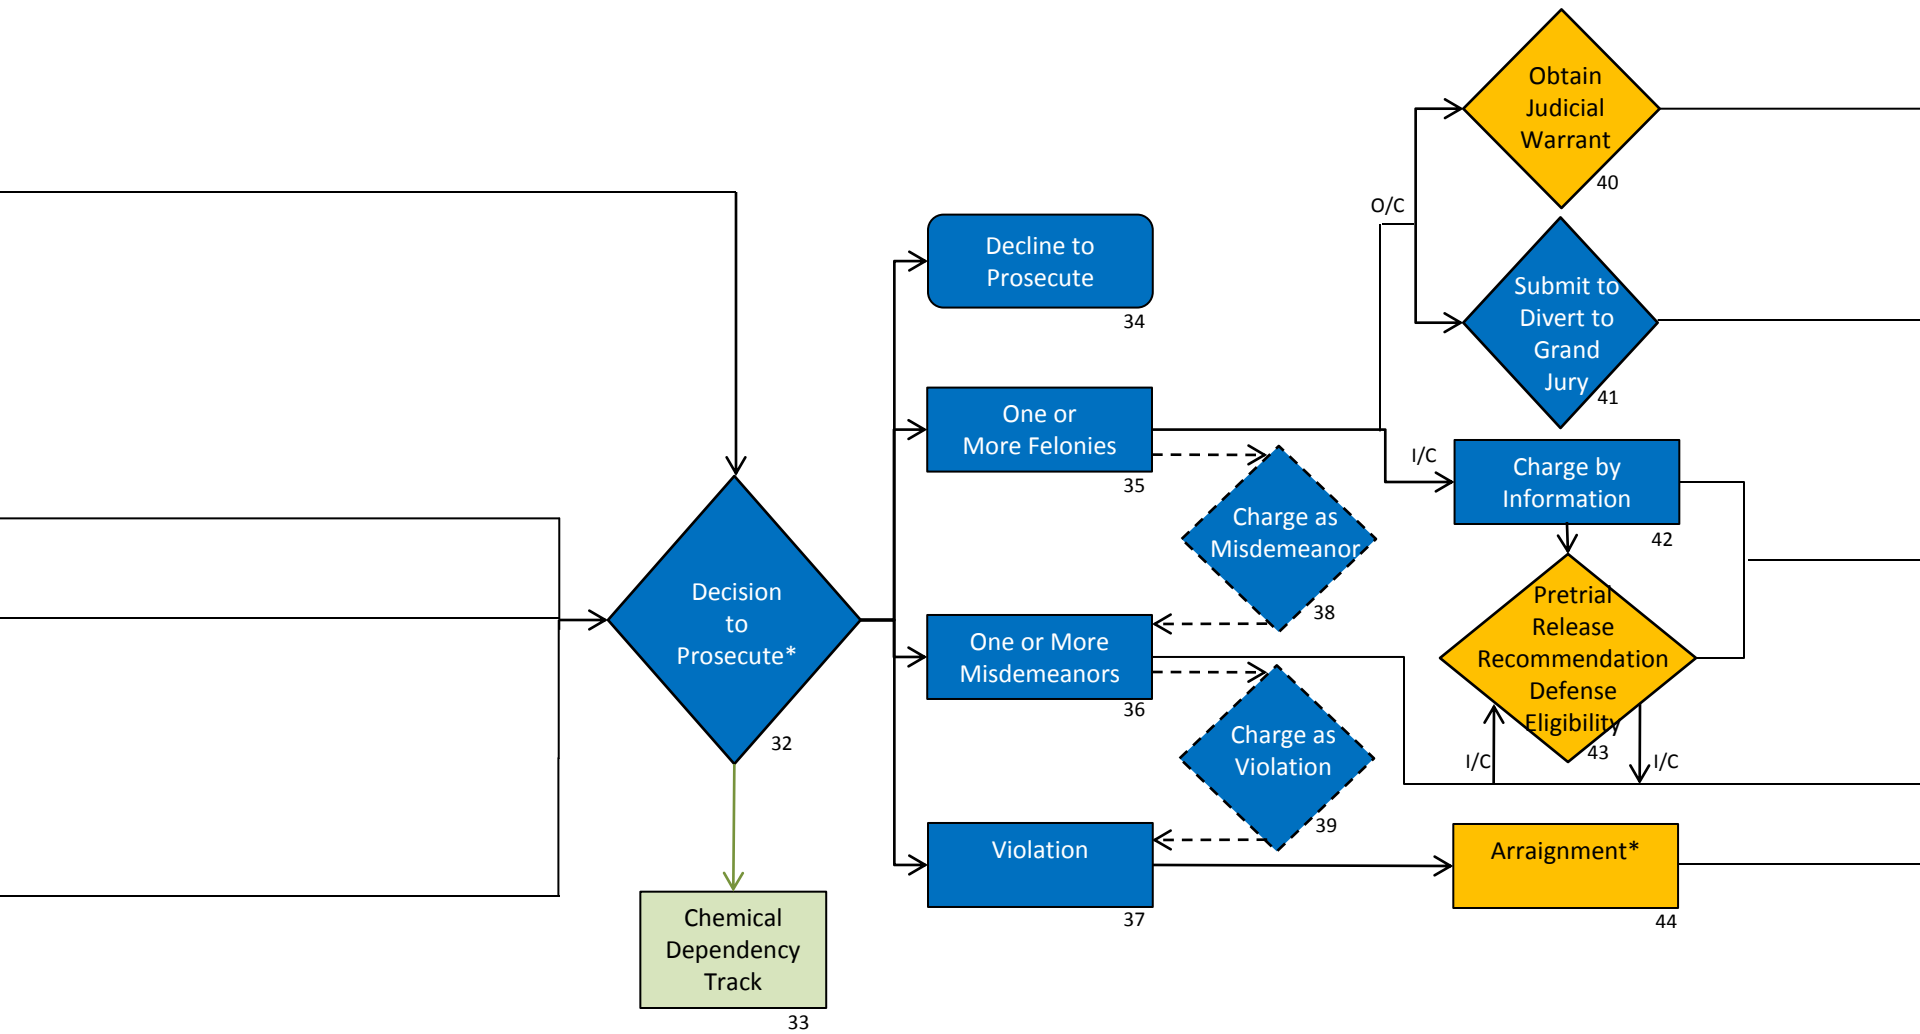 Obtain
Judicial
Warrant
40
O/C
Decline to
Prosecute
34
Submit to
Divert to
Grand
Jury
41
One or
More Felonies
35
I/C
Charge by
Information
42
Charge as
Misdemeanor
38
Decision
to
Prosecute*
32
One or More
Misdemeanors
36
Pretrial
Release
Recommendation
Defense
Eligibility
43
I/C
I/C
Charge as
Violation
39
Violation
37
Arraignment*
44
Chemical
Dependency
Track
33